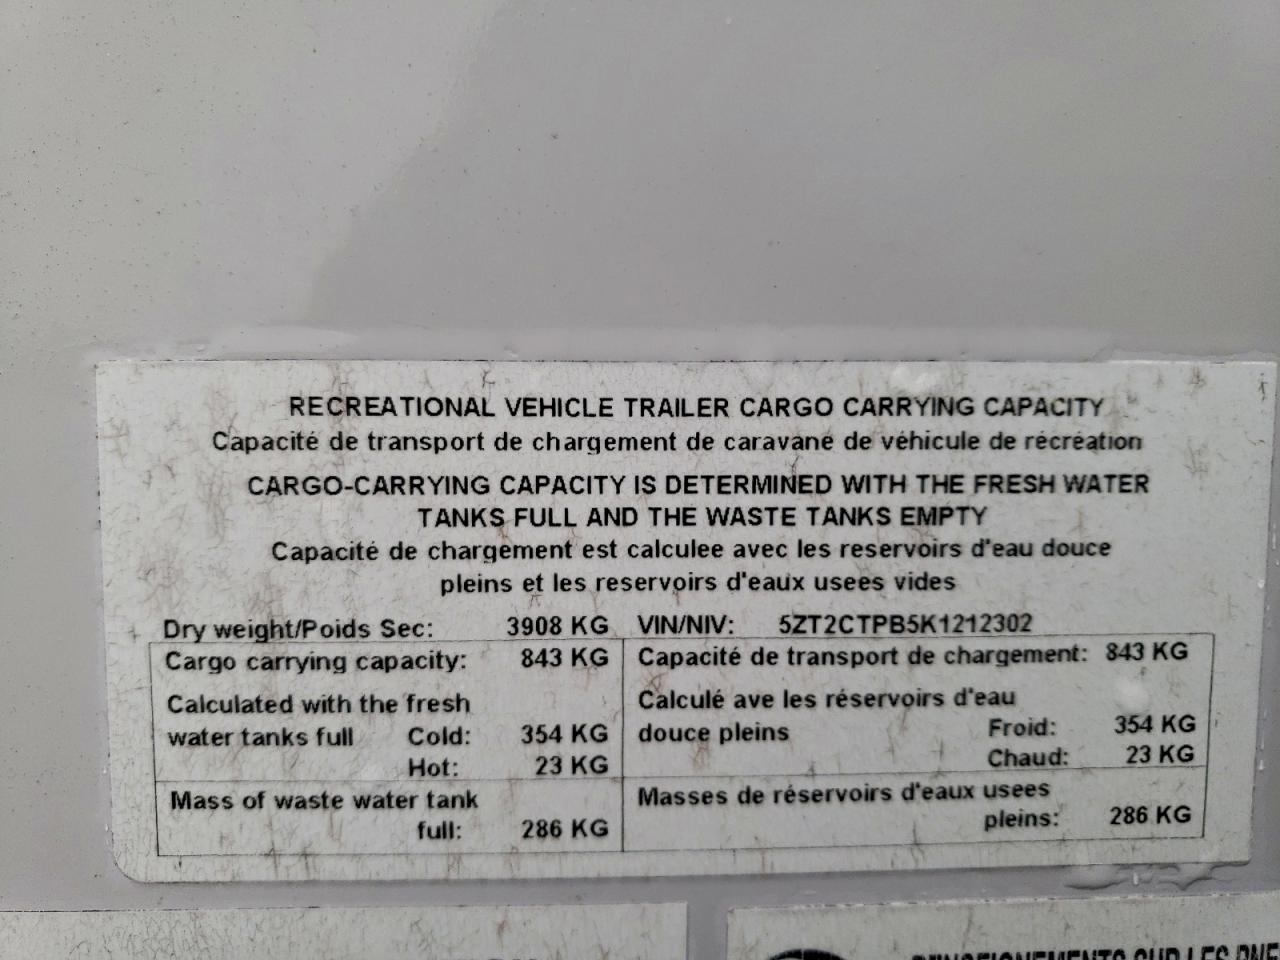 RECREATIONAL VEHICLE TRAILER CARGO CARRYING CAPACITY
Capacité de transport de chargement de caravane de véhicule de récréation
CARGO-CARRYING CAPACITY IS DETERMINED WITH THE FRESH WATER
TANKS FULL AND THE WASTE TANKS EMPTY
Capacité de chargement est calculee avec les reservoirs d'eau douce
pleins et les reservoirs d'eaux usees vides
Dry weight/Poids Sec: 3908 KG VIN/NIV: 5ZT2CTPB5K1212302
Cargo carrying capacity: 843 KG
Calculated with the fresh
water tanks full Cold: 354 KG
Hot: 23 KG
Mass of waste water tank
full: 286 KG
Capacité de transport de chargement: 843 KG
Calculé ave les réservoirs d'eau
douce pleins Froid: 354 KG
Chaud: 23 KG
Masses de réservoirs d'eaux usees
pleins: 286 KG
SUR LES